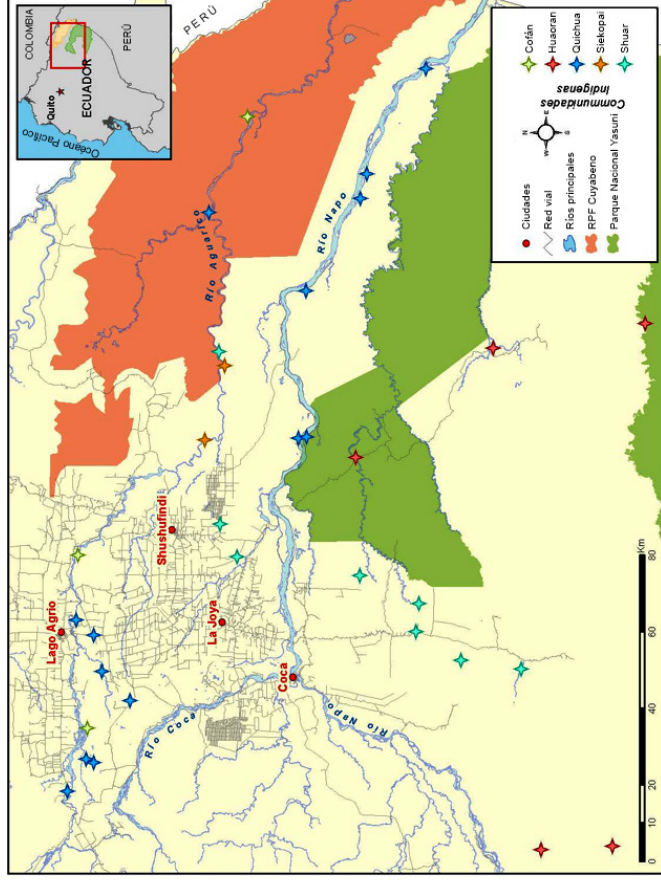 COLOMBIA
Quito
ECUADOR
PERÚ
Océano Pacífico
PERÚ
Río Aguarico
Río Napo
Lago Agrio
Shushufindi
La Joya
Coca
Río Coca
Río Napo
Ciudades
Red vial
Ríos principales
RPF Cuyabeno
Parque Nacional Yasuni
N
W E
S
Communidades
Indígenas
Cofán
Huaoran
Quichua
Siekopai
Shuar
0 10 20 40 60 80
Km